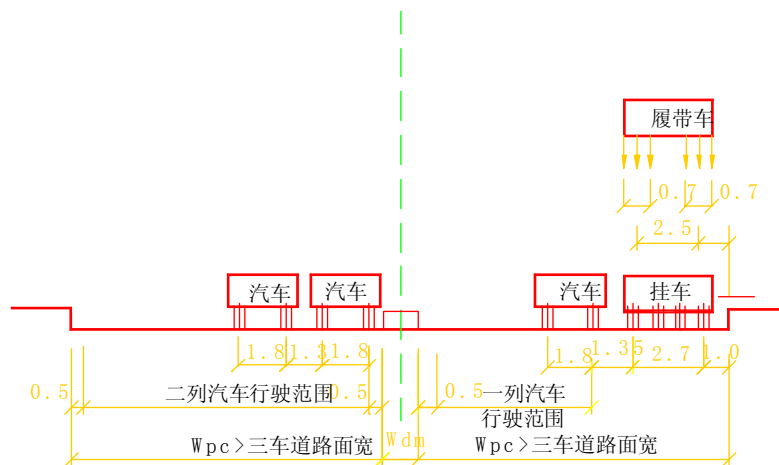 履带车
0.7 0.7
2.5
汽车 汽车 汽车 挂车
1.8 1.3 1.8 1.8 1.35 2.7 1.0
0.5 二列汽车行驶范围 0.5 0.5 一列汽车
行驶范围
Wpc>三车道路面宽 Wdm Wpc>三车道路面宽